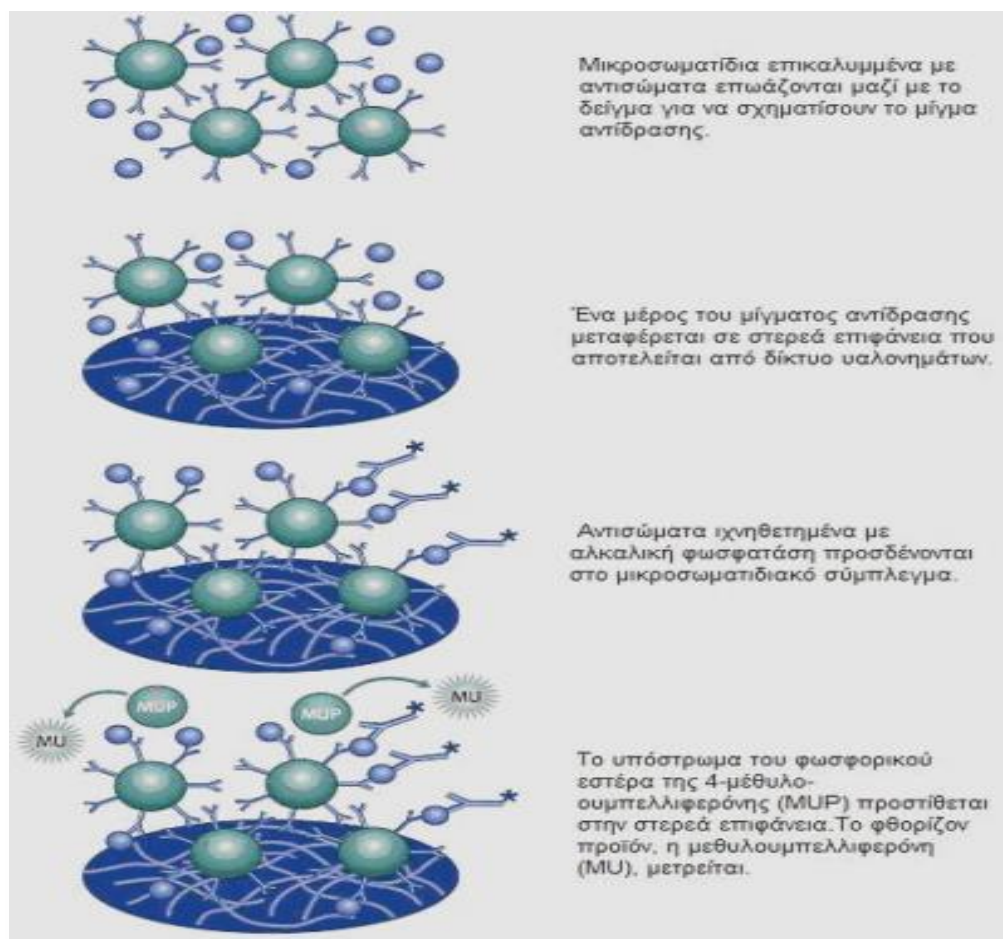 Μικροσωματίδια επικαλυμμένα με
αντισώματα επωάζονται μαζί με το
δείγμα για να σχηματίσουν το μίγμα
αντίδρασης.
Ένα μέρος του μίγματος αντίδρασης
μεταφέρεται σε στερεά επιφάνεια που
αποτελείται από δίκτυο υαλονημάτων.
Αντισώματα ιχνηθετημένα με
αλκαλική φωσφατάση προσδένονται
στο μικροσωματιδιακό σύμπλεγμα.
MUP
MUP
MU
MU
Το υπόστρωμα του φωσφορικού
εστέρα της 4-μέθυλο-
ουμπελλιφερόνης (MUP) προστίθεται
στην στερεά επιφάνεια.Το φθορίζον
προϊόν, η μεθυλουμπελλιφερόνη
(MU), μετρείται.